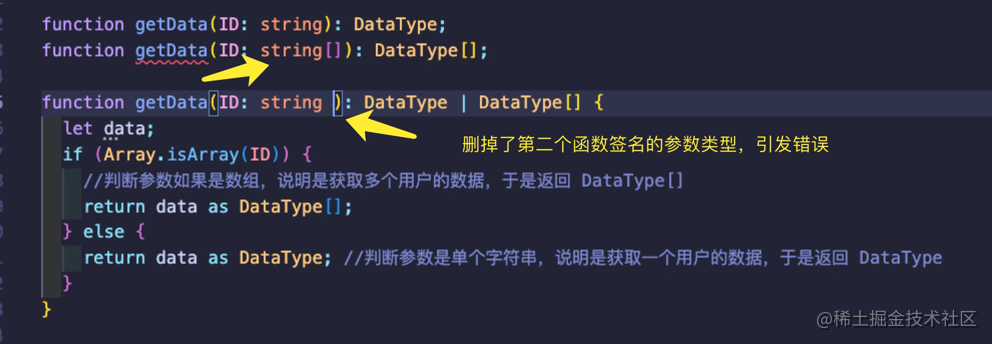 function getData(ID: string): DataType;
function getData(ID: string[]): DataType[];
function getData(ID: string ): DataType | DataType[] {
let data;
删掉了第二个函数签名的参数类型，引发错误
if (Array.isArray(ID)) {
//判断参数如果是数组，说明是获取多个用户的数据，于是返回 DataType[]
return data as DataType[];
} else {
return data as DataType; //判断参数是单个字符串，说明是获取一个用户的数据，于是返回 DataType
}
}
@稀土掘金技术社区